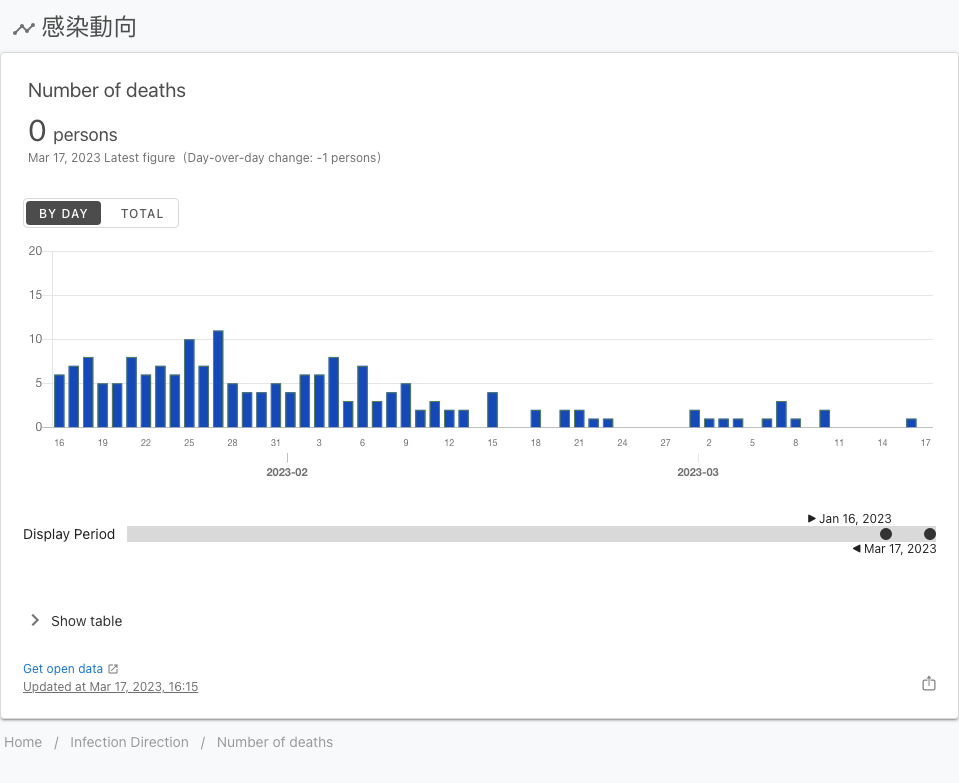 感染動向
Number of deaths
0 persons
Mar 17, 2023 Latest figure (Day-over-day change: -1 persons)
BY DAY TOTAL
20
15
10
5
0
16 19 22 25 28 31 3 6 9 12 15 18 21 24 27 2 5 8 11 14 17
2023-02 2023-03
Jan 16, 2023
Display Period
Mar 17, 2023
Show table
Get open data
Updated at Mar 17, 2023, 16:15
Home / Infection Direction / Number of deaths